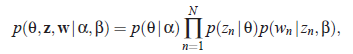 p(θ,z,w|α,β) = p(θ|α) ∏_{n=1}^{N} p(z_n|θ)p(w_n|z_n,β),